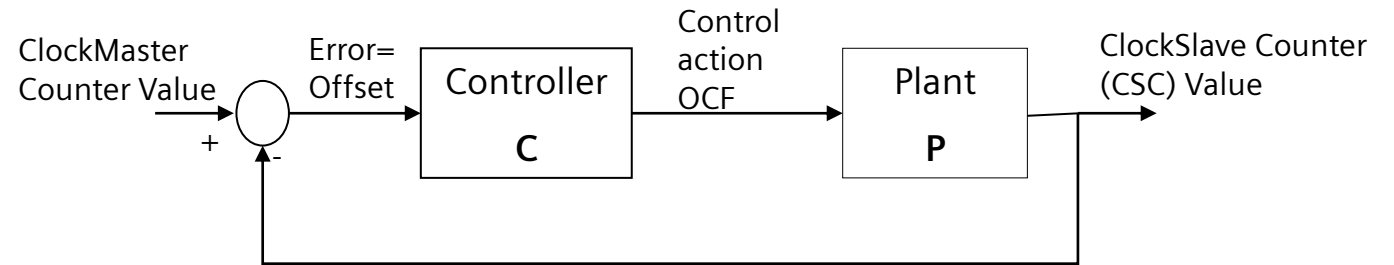 ClockMaster
Counter Value
+
-
Error=
Offset
Controller
C
Control
action
OCF
Plant
P
ClockSlave Counter
(CSC) Value